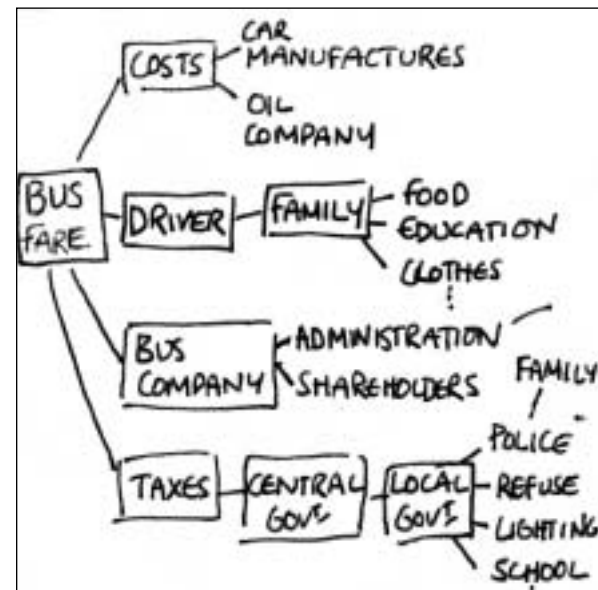 CAR
COSTS MANUFACTURES
OIL
COMPANY
BUS
FARE
DRIVER FAMILY FOOD
EDUCATION
CLOTHES
BUS
COMPANY
ADMINISTRATION
SHAREHOLDERS
FAMILY
POLICE
TAXES CENTRAL LOCAL REFUSE
GOVT GOVT LIGHTING
SCHOOL